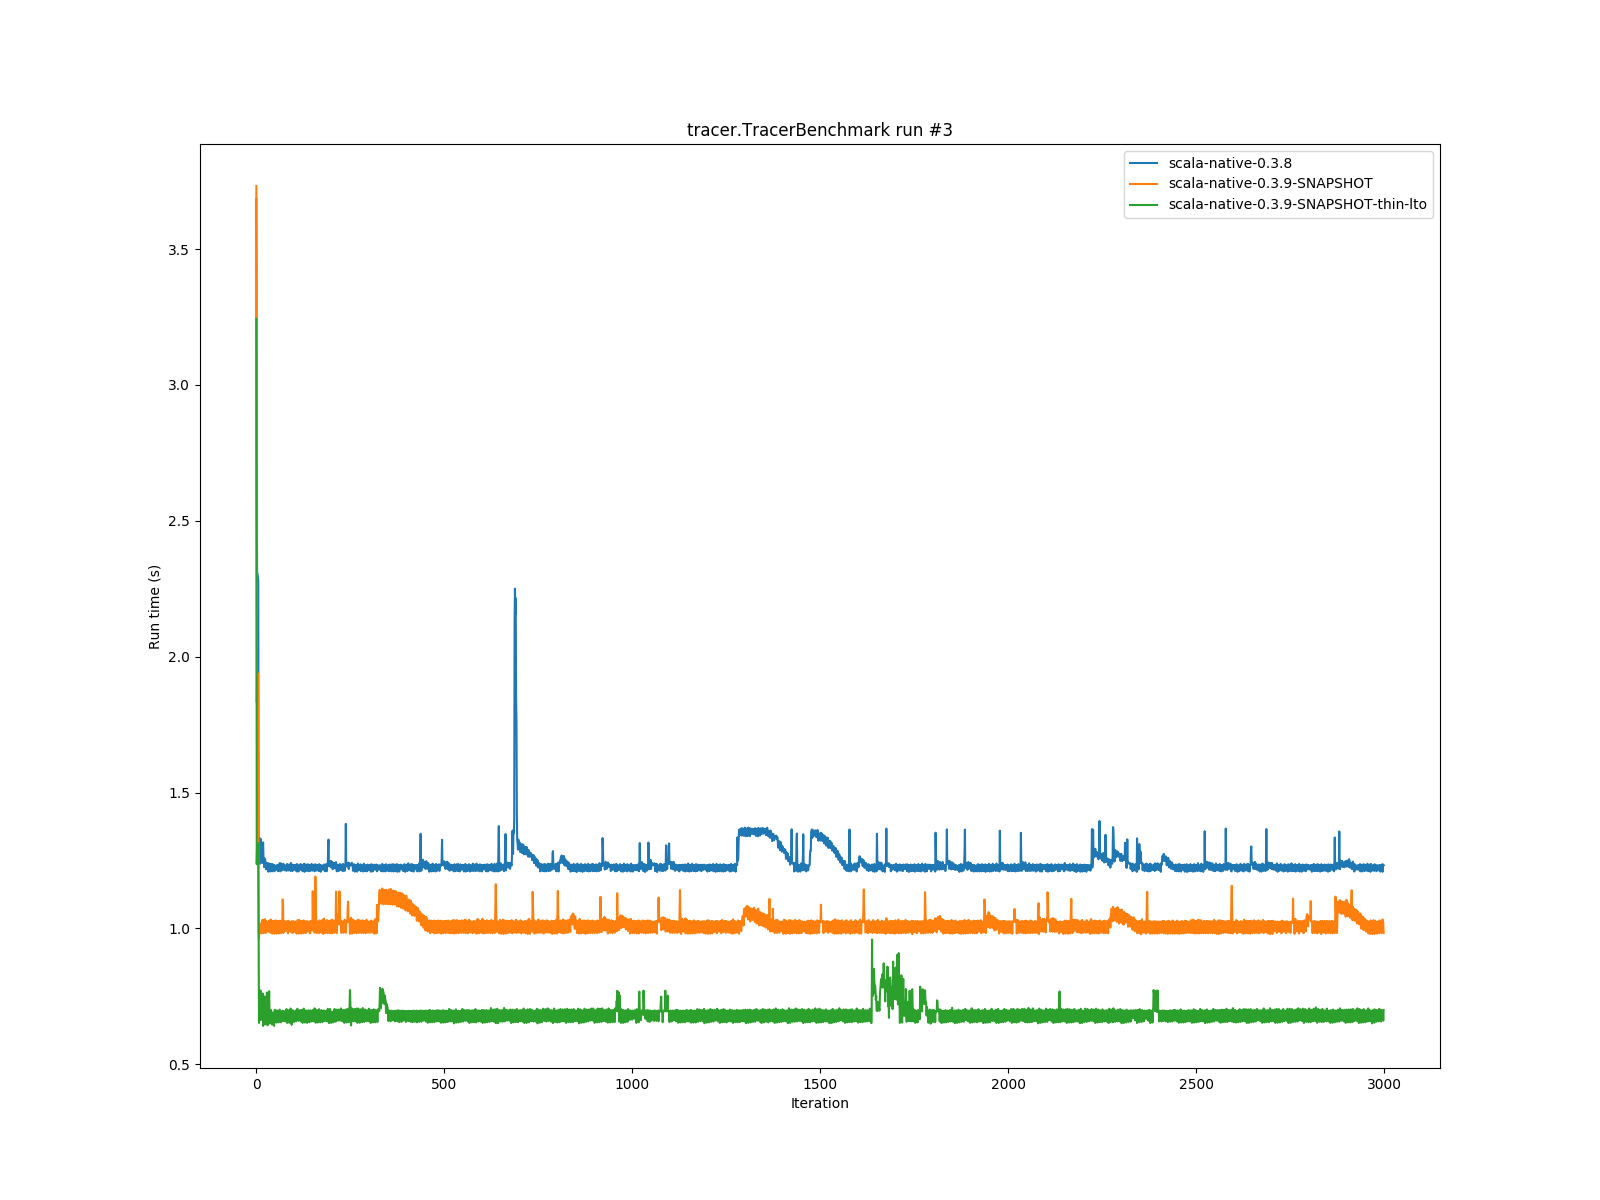 tracer.TracerBenchmark run #3
scala-native-0.3.8
scala-native-0.3.9-SNAPSHOT
scala-native-0.3.9-SNAPSHOT-thin-lto
Run time (s)
3.5
3.0
2.5
2.0
1.5
1.0
0.5
0 500 1000 1500 2000 2500 3000
Iteration